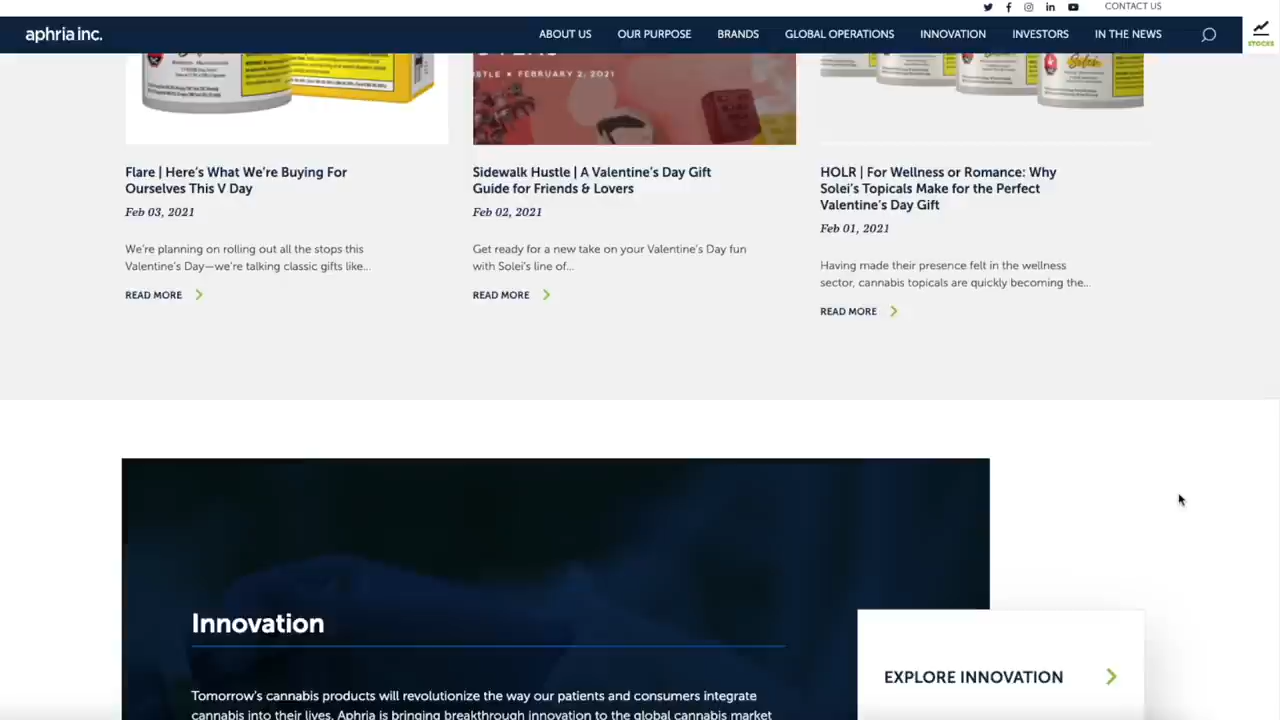 CONTACT US
aphria inc.
ABOUT US
OUR PURPOSE
BRANDS
GLOBAL OPERATIONS
INNOVATION
INVESTORS
IN THE NEWS
STOCKS
STLE × FEBRUARY 2, 2021
Flare | Here's What We're Buying For
Ourselves This V Day
Feb 03, 2021
We're planning on rolling out all the stops this
Valentine's Day—we're talking classic gifts like...
READ MORE
Sidewalk Hustle | A Valentine's Day Gift
Guide for Friends & Lovers
Feb 02, 2021
Get ready for a new take on your Valentine's Day fun
with Solei's line of...
READ MORE
HOLR | For Wellness or Romance: Why
Solei's Topicals Make for the Perfect
Valentine's Day Gift
Feb 01, 2021
Having made their presence felt in the wellness
sector, cannabis topicals are quickly becoming the...
READ MORE
Innovation
Tomorrow's cannabis products will revolutionize the way our patients and consumers integrate
cannabis into their lives. Aphria is bringing breakthrough innovation to the global cannabis market
EXPLORE INNOVATION